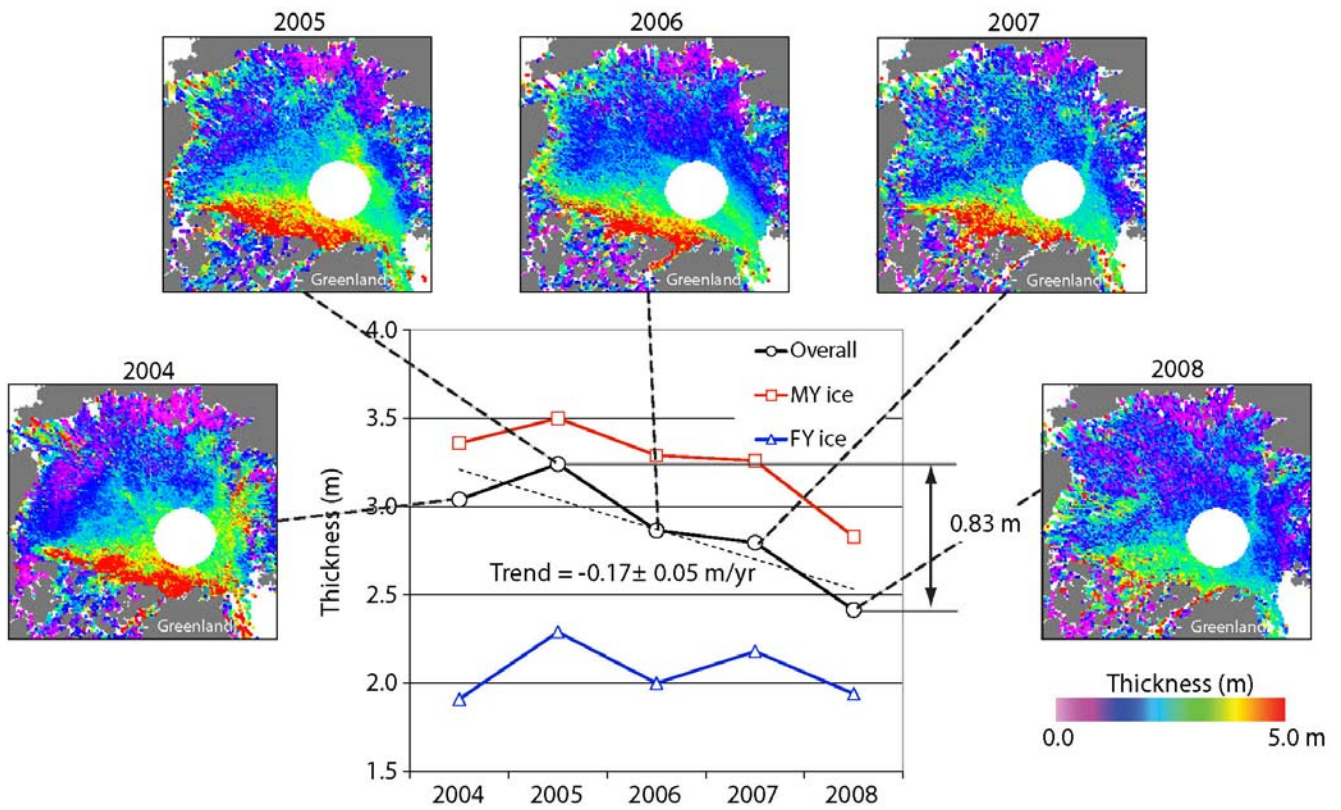 2005
2006
2007
Greenland
Greenland
Greenland
2004
Greenland
2008
Greenland
Thickness (m)
0.0
5.0 m
4.0
3.5
3.0
2.5
2.0
1.5
Thickness (m)
Overall
MY ice
FY ice
0.83 m
Trend = -0.17± 0.05 m/yr
2004
2005
2006
2007
2008